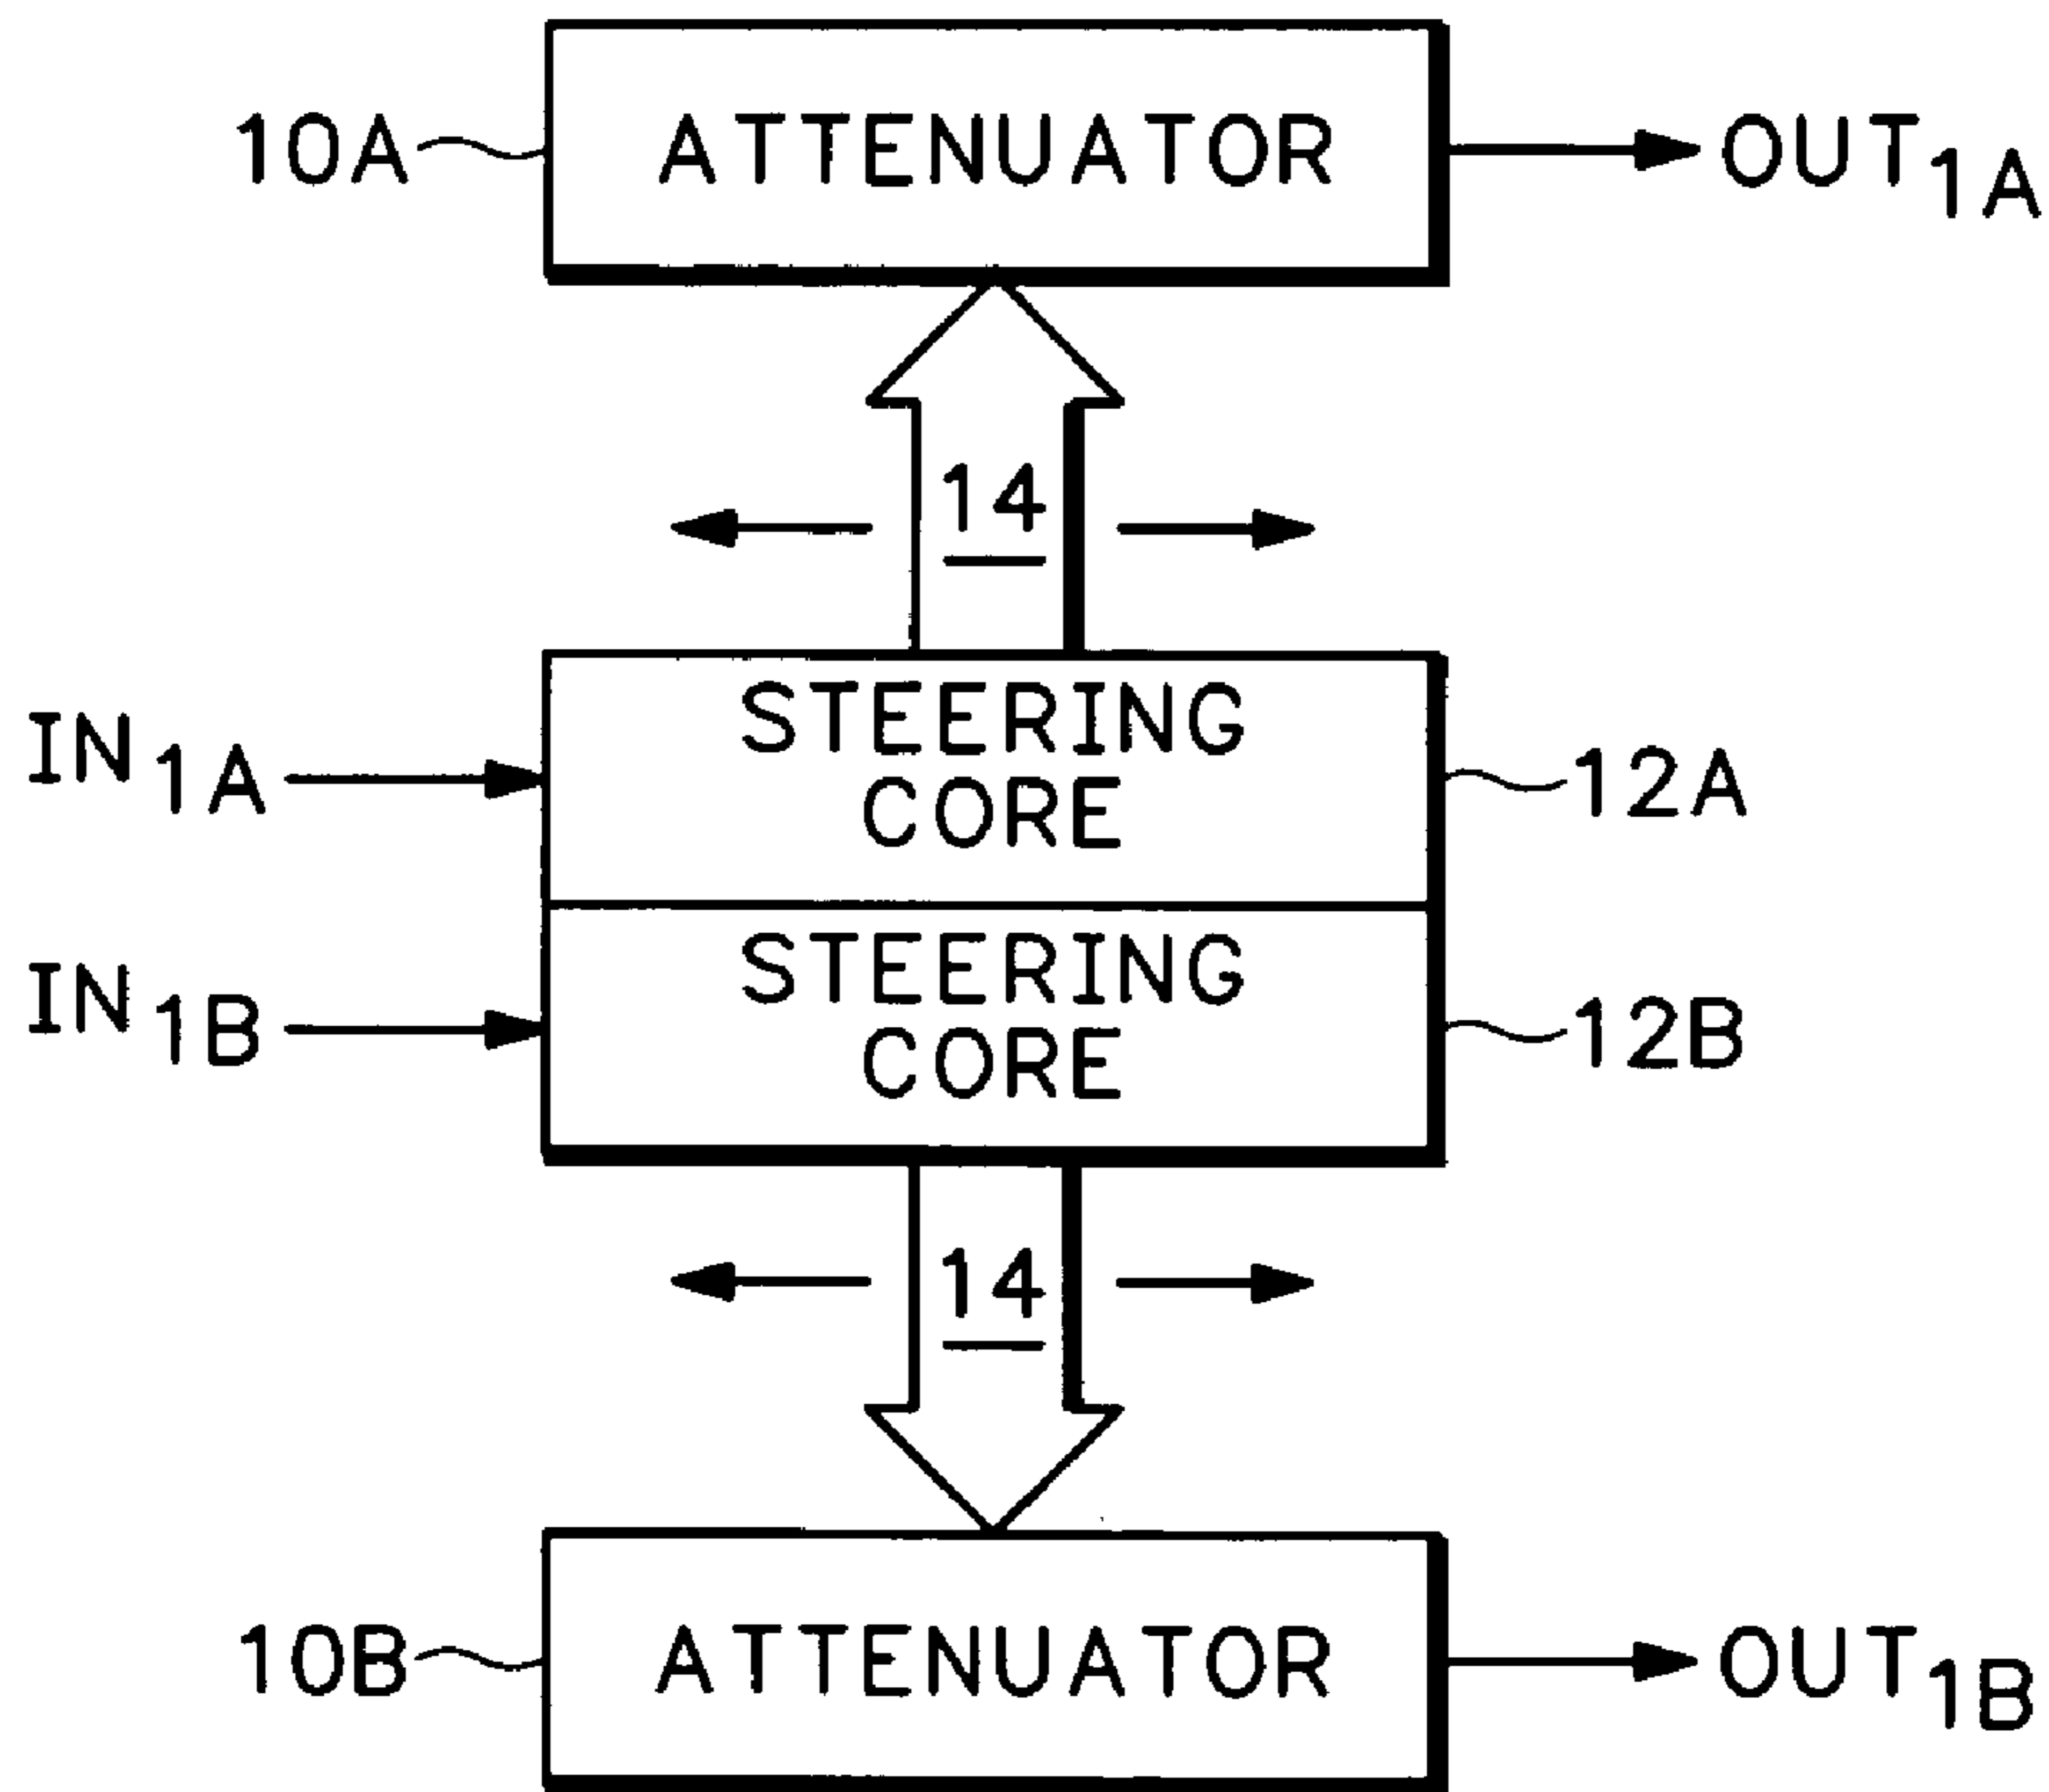 10A ATTENUATOR OUT1A
14
IN1A STEERING
CORE 12A
IN1B STEERING
CORE 12B
14
10B ATTENUATOR OUT1B